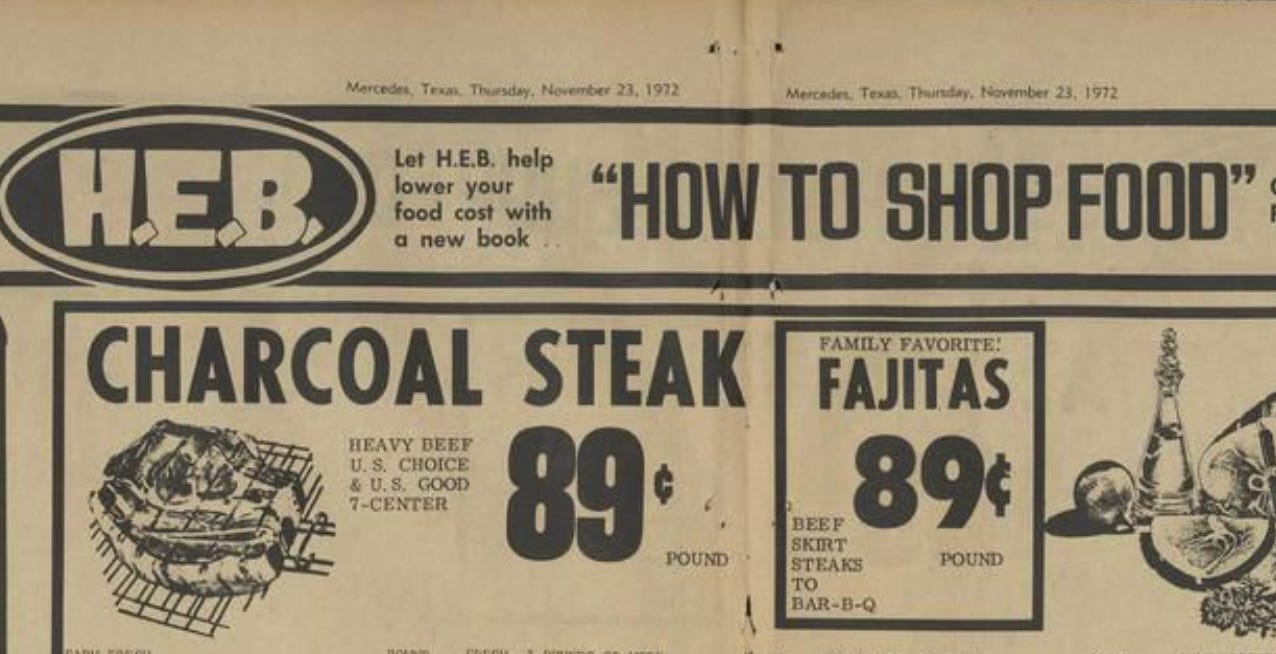 Mercedes, Texas, Thursday, November 23, 1972
Mercedes, Texas, Thursday, November 23, 1972
H.E.B.
Let H.E.B. help
lower your
food cost with
a new book ..
“HOW TO SHOP FOOD”
CHARCOAL STEAK
HEAVY BEEF
U.S. CHOICE
& U.S. GOOD
7-CENTER
89¢
POUND
FAMILY FAVORITE!
FAJITAS
89¢
BEEF
SKIRT
STEAKS
TO
BAR-B-Q
POUND